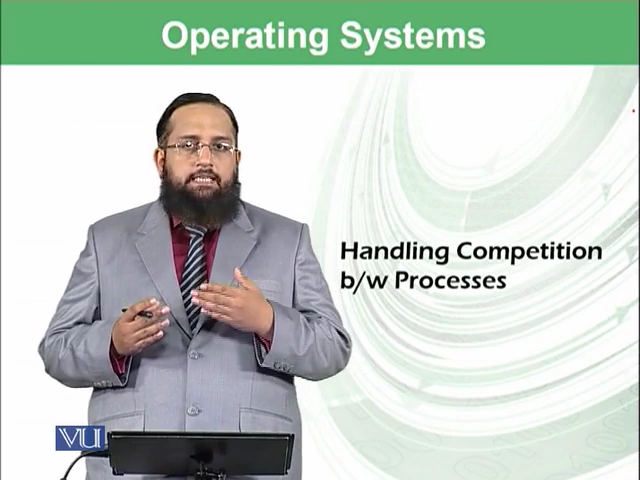 Operating Systems
Handling Competition
b/w Processes
VU